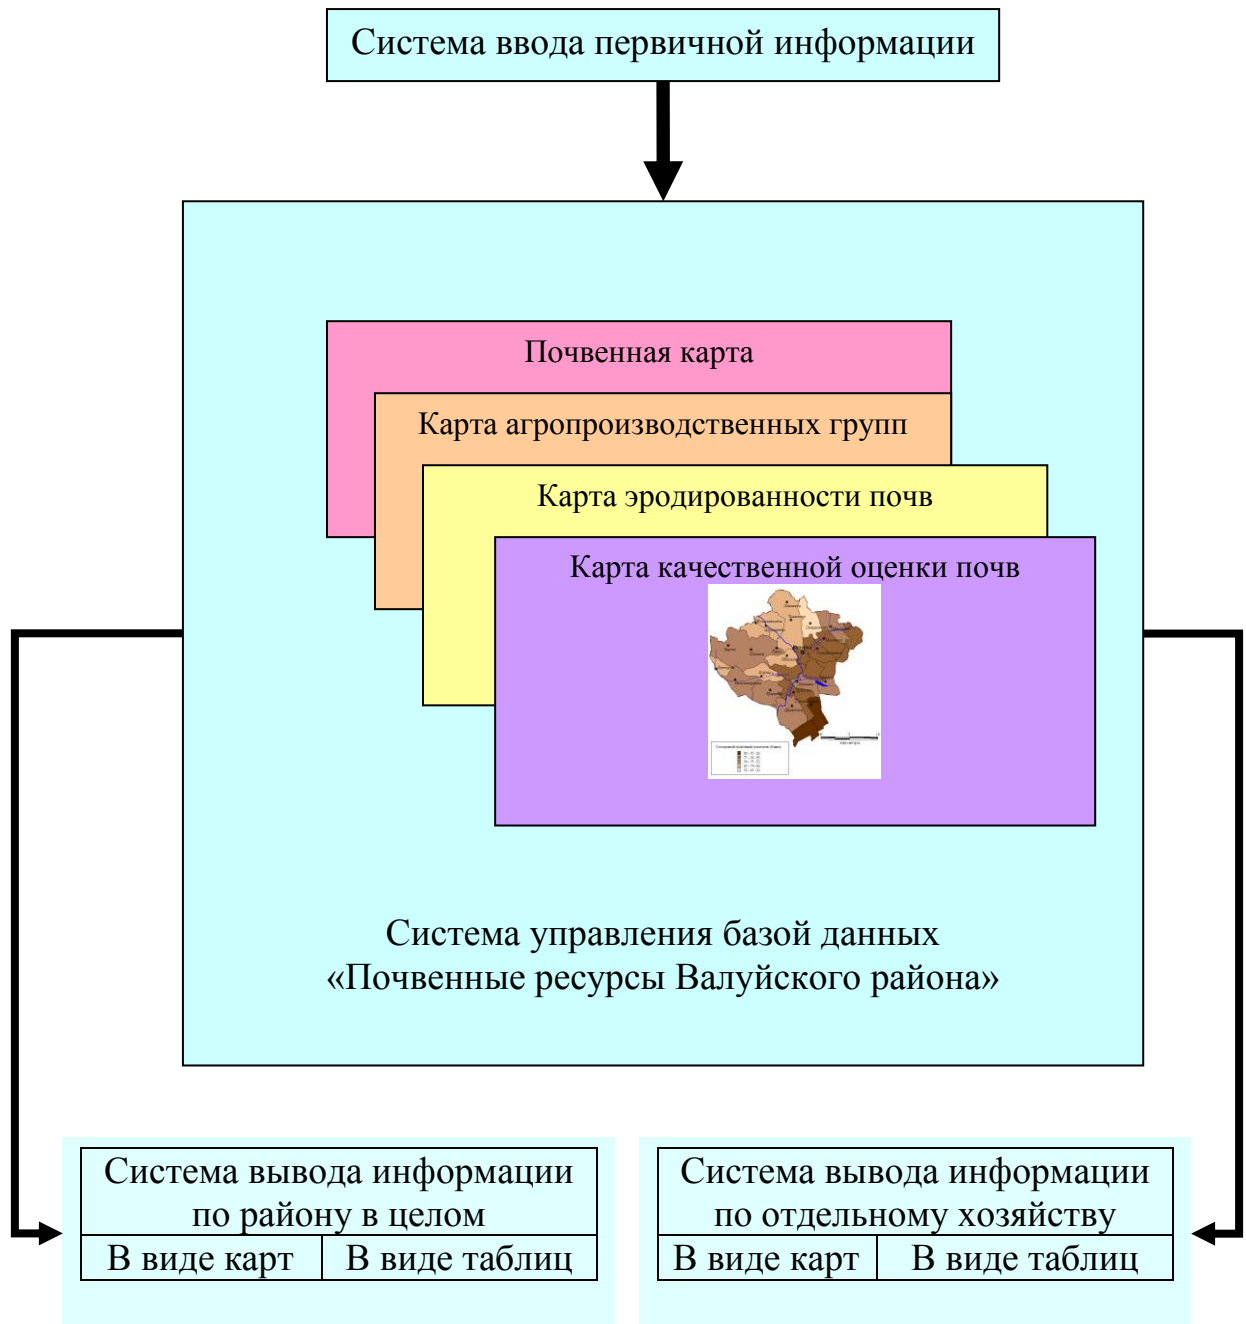 Система ввода первичной информации
Почвенная карта
Карта агропроизводственных групп
Карта эродированности почв
Карта качественной оценки почв
Система управления базой данных
«Почвенные ресурсы Валуйского района»
Система вывода информации
по району в целом
В виде карт
В виде таблиц
Система вывода информации
по отдельному хозяйству
В виде карт
В виде таблиц